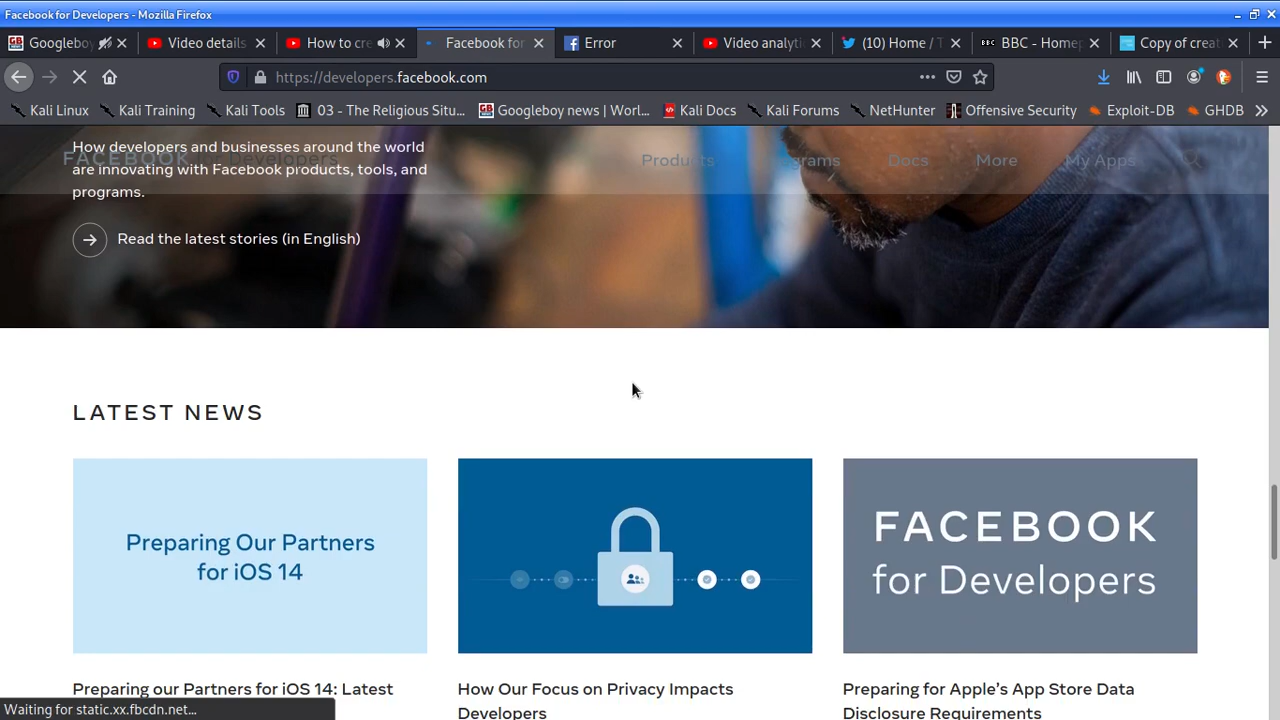 Facebook for Developers - Mozilla Firefox
Googleboy
Video details
How to cre
Facebook for
Error
Video analyti
(10) Home / T
BBC - Homep
Copy of creat
https://developers.facebook.com
Kali Linux
Kali Training
Kali Tools
03 - The Religious Situ...
Googleboy news | Worl...
Kali Docs
Kali Forums
NetHunter
Offensive Security
Exploit-DB
GHDB
FACEBOOK for Developers
Products
Programs
Docs
More
My Apps
How developers and businesses around the world
are innovating with Facebook products, tools, and
programs.
Read the latest stories (in English)
LATEST NEWS
Preparing Our Partners
for iOS 14
FACEBOOK
for Developers
Preparing our Partners for iOS 14: Latest
How Our Focus on Privacy Impacts
Developers
Preparing for Apple’s App Store Data
Disclosure Requirements
Waiting for static.xx.fbcdn.net...